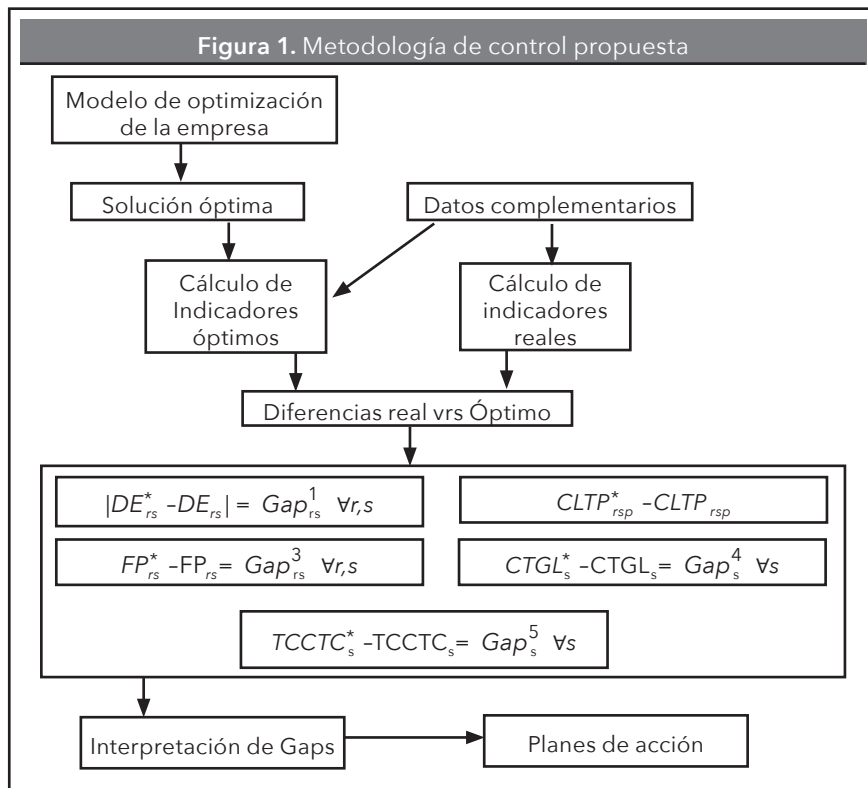 Figura 1. Metodología de control propuesta
Modelo de optimización
de la empresa
Solución óptima
Datos complementarios
Cálculo de
Indicadores
óptimos
Cálculo de
indicadores
reales
Diferencias real vrs Óptimo
|DE*rs -DErs| = Gap¹rs ∀r,s
CLTP*rsp -CLTP rsp
FP*rs -FPrs= Gap³rs ∀r,s
CTGL*s -CTGLs= Gap⁴s ∀s
TCCTC*s -TCCTCs= Gap⁵s ∀s
Interpretación de Gaps
Planes de acción